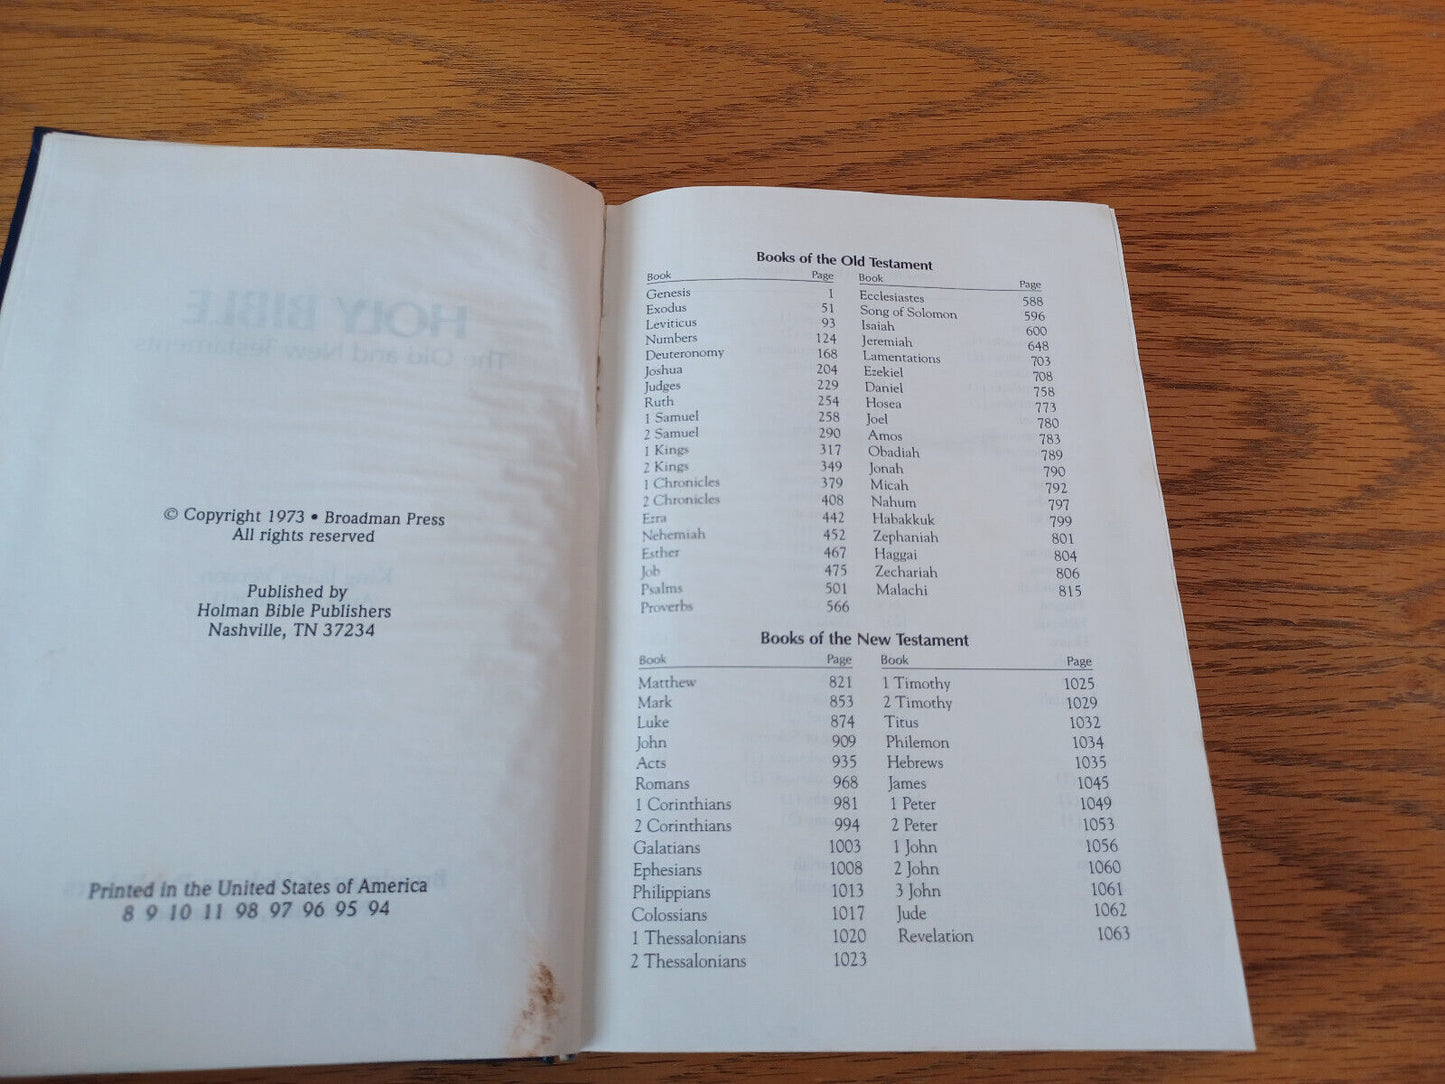 HOLY BIBLE
The Old and New Testaments
© Copyright 1973 • Broadman Press
All rights reserved
Published by
Holman Bible Publishers
Nashville, TN 37234
Printed in the United States of America
8 9 10 11 98 97 96 95 94
Books of the Old Testament
Book Page
Genesis 1
Exodus 51
Leviticus 93
Numbers 124
Deuteronomy 168
Joshua 204
Judges 229
Ruth 254
1 Samuel 258
2 Samuel 290
1 Kings 317
2 Kings 349
1 Chronicles 379
2 Chronicles 408
Ezra 442
Nehemiah 452
Esther 467
Job 475
Psalms 501
Proverbs 566
Book Page
Ecclesiastes 588
Song of Solomon 596
Isaiah 600
Jeremiah 648
Lamentations 703
Ezekiel 708
Daniel 758
Hosea 773
Joel 780
Amos 783
Obadiah 789
Jonah 790
Micah 792
Nahum 797
Habakkuk 799
Zephaniah 801
Haggai 804
Zechariah 806
Malachi 815
Books of the New Testament
Book Page
Matthew 821
Mark 853
Luke 874
John 909
Acts 935
Romans 968
1 Corinthians 981
2 Corinthians 994
Galatians 1003
Ephesians 1008
Philippians 1013
Colossians 1017
1 Thessalonians 1020
2 Thessalonians 1023
Book Page
1 Timothy 1025
2 Timothy 1029
Titus 1032
Philemon 1034
Hebrews 1035
James 1045
1 Peter 1049
2 Peter 1053
1 John 1056
2 John 1060
3 John 1061
Jude 1062
Revelation 1063